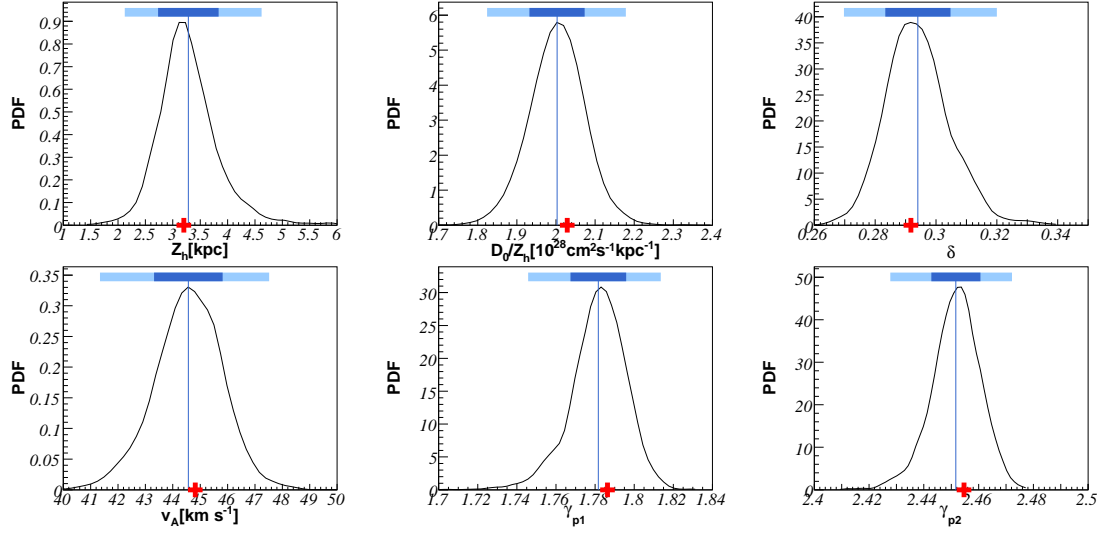 0.9
0.8
0.7
0.6
0.5
0.4
0.3
0.2
0.1
0
PDF
1 1.5 2 2.5 3 3.5 4 4.5 5 5.5 6
Z_h[kpc]
6
5
4
3
2
1
0
PDF
1.7 1.8 1.9 2 2.1 2.2 2.3 2.4
D_0/Z_h[10^28cm²s⁻¹kpc⁻¹]
40
35
30
25
20
15
10
5
0
PDF
0.26 0.28 0.3 0.32 0.34
δ
0.35
0.3
0.25
0.2
0.15
0.1
0.05
0
PDF
40 41 42 43 44 45 46 47 48 49 50
v_A[km s⁻¹]
30
25
20
15
10
5
0
PDF
1.7 1.72 1.74 1.76 1.78 1.8 1.82 1.84
γ_p1
50
40
30
20
10
0
PDF
2.4 2.42 2.44 2.46 2.48 2.5
γ_p2